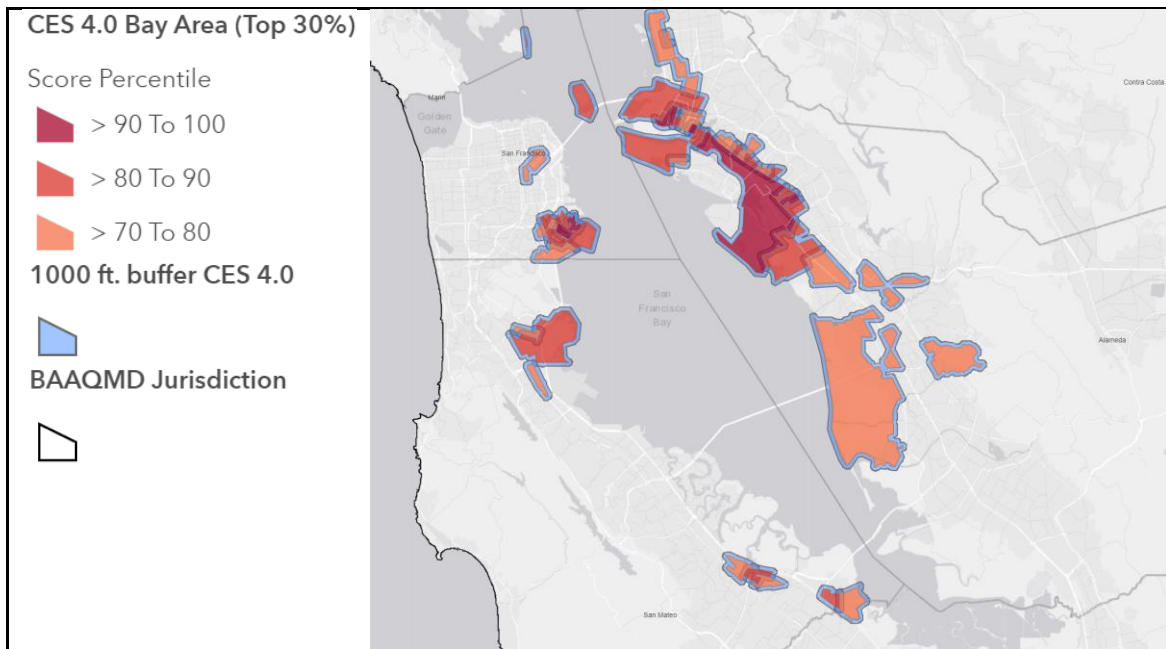 CES 4.0 Bay Area (Top 30%)
Score Percentile
> 90 To 100
> 80 To 90
> 70 To 80
1000 ft. buffer CES 4.0
BAAQMD Jurisdiction
Contra Costa
Marin
Golden
Gate
San Francisco
San
Francisco
Bay
Alameda
San Mateo